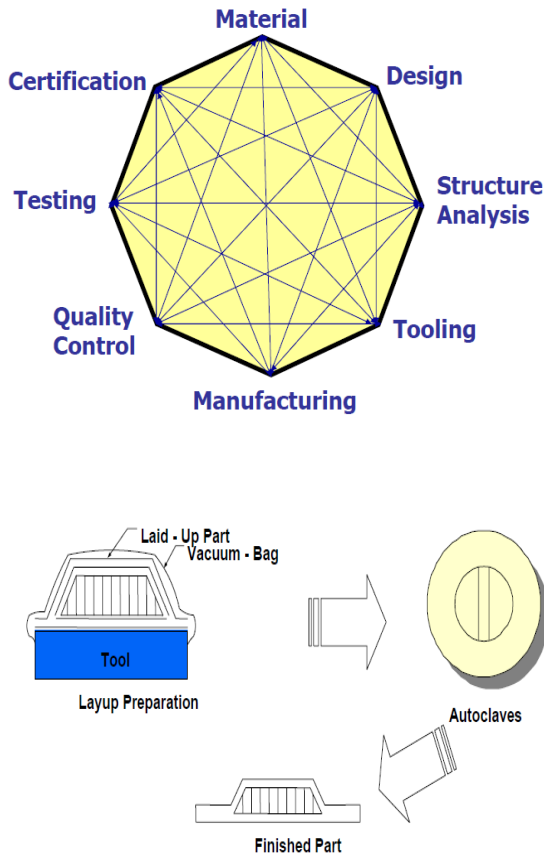 Material
Certification
Design
Testing
Structure
Analysis
Quality
Control
Tooling
Manufacturing
Laid - Up Part
Vacuum - Bag
Tool
Layup Preparation
Autoclaves
Finished Part